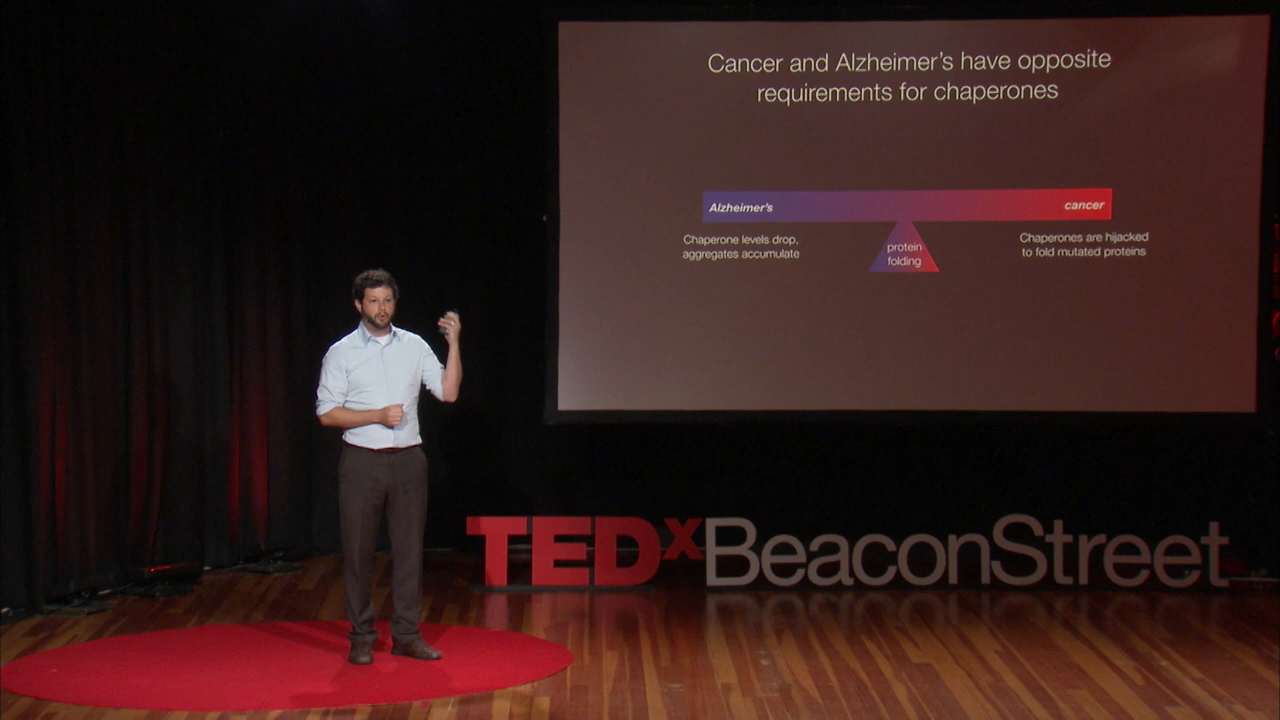 Cancer and Alzheimer's have opposite
requirements for chaperones
Alzheimer's
cancer
Chaperone levels drop,
aggregates accumulate
protein
folding
Chaperones are hijacked
to fold mutated proteins
TEDxBeaconStreet